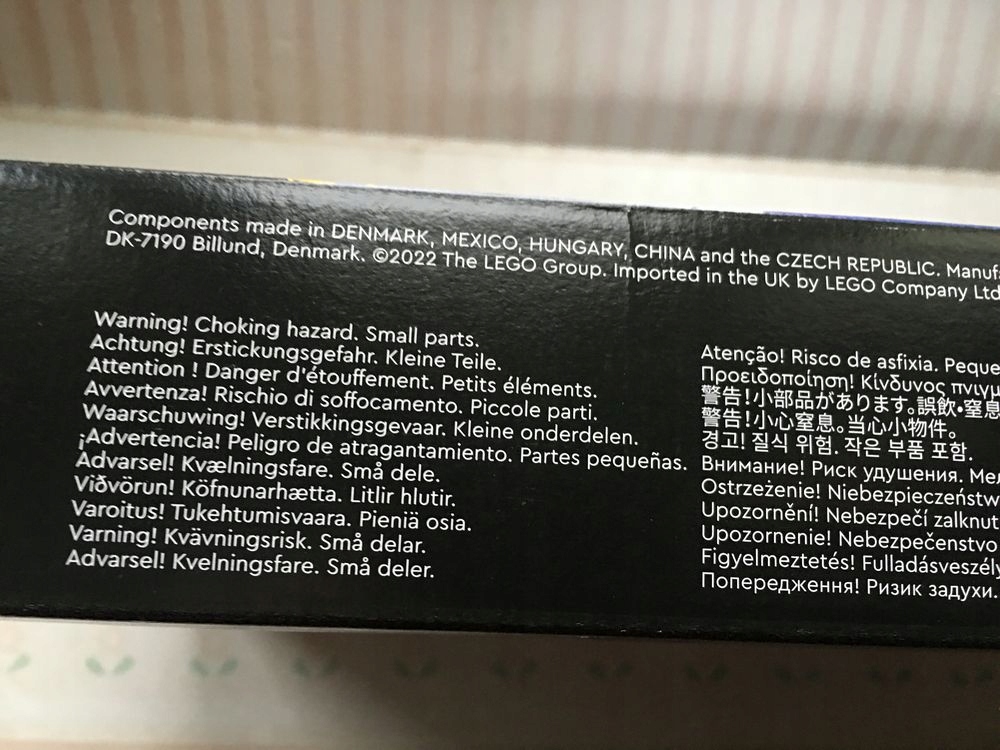 Components made in DENMARK, MEXICO, HUNGARY, CHINA and the CZECH REPUBLIC.
DK-7190 Billund, Denmark. ©2022 The LEGO Group. Imported in the UK by LEGO Company Ltd
Warning! Choking hazard. Small parts.
Achtung! Erstickungsgefahr. Kleine Teile.
Attention ! Danger d'étouffement. Petits éléments.
Avvertenza! Rischio di soffocamento. Piccole parti.
Waarschuwing! Verstikkingsgevaar. Kleine onderdelen.
¡Advertencia! Peligro de atragantamiento. Partes pequeñas.
Advarsel! Kvælningsfare. Små dele.
Viðvörun! Köfnunarhætta. Litlir hlutir.
Varoitus! Tukehtumisvaara. Pieniä osia.
Varning! Kvävningsrisk. Små delar.
Advarsel! Kvelningsfare. Små deler.
Atenção! Risco de asfixia.
Προειδοποίηση! Κίνδυνος
警告!小部品があります。誤飲•窒息
警告!小心窒息。当心小物件。
경고! 질식 위험. 작은 부품 포함.
Внимание! Риск удушения.
Ostrzeżenie!
Upozornění! Nebezpečí
Upozornenie!
Figyelmeztetés!
Попередження! Ризик задухи.